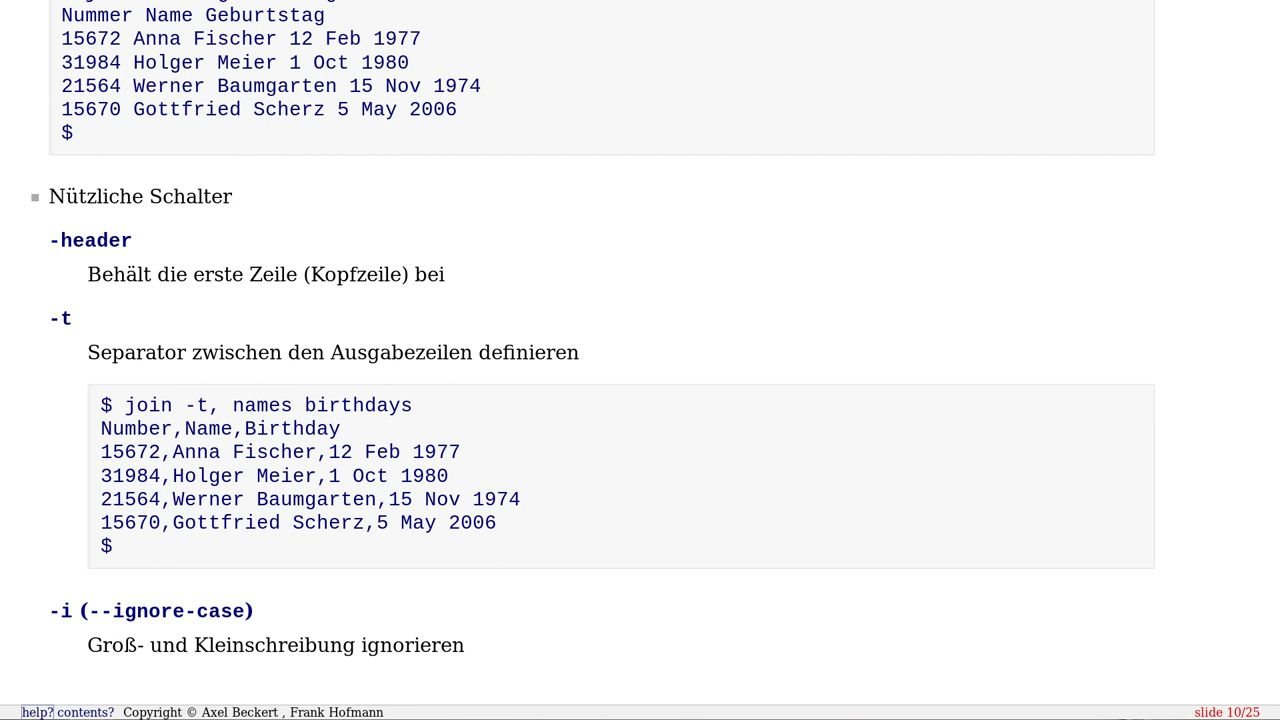 Nummer Name Geburtstag
15672 Anna Fischer 12 Feb 1977
31984 Holger Meier 1 Oct 1980
21564 Werner Baumgarten 15 Nov 1974
15670 Gottfried Scherz 5 May 2006
$
Nützliche Schalter
-header
Behält die erste Zeile (Kopfzeile) bei
-t
Separator zwischen den Ausgabezeilen definieren
$ join -t, names birthdays
Number,Name,Birthday
15672,Anna Fischer,12 Feb 1977
31984,Holger Meier,1 Oct 1980
21564,Werner Baumgarten,15 Nov 1974
15670,Gottfried Scherz,5 May 2006
$
-i (--ignore-case)
Groß- und Kleinschreibung ignorieren
help? contents? Copyright © Axel Beckert , Frank Hofmann slide 10/25